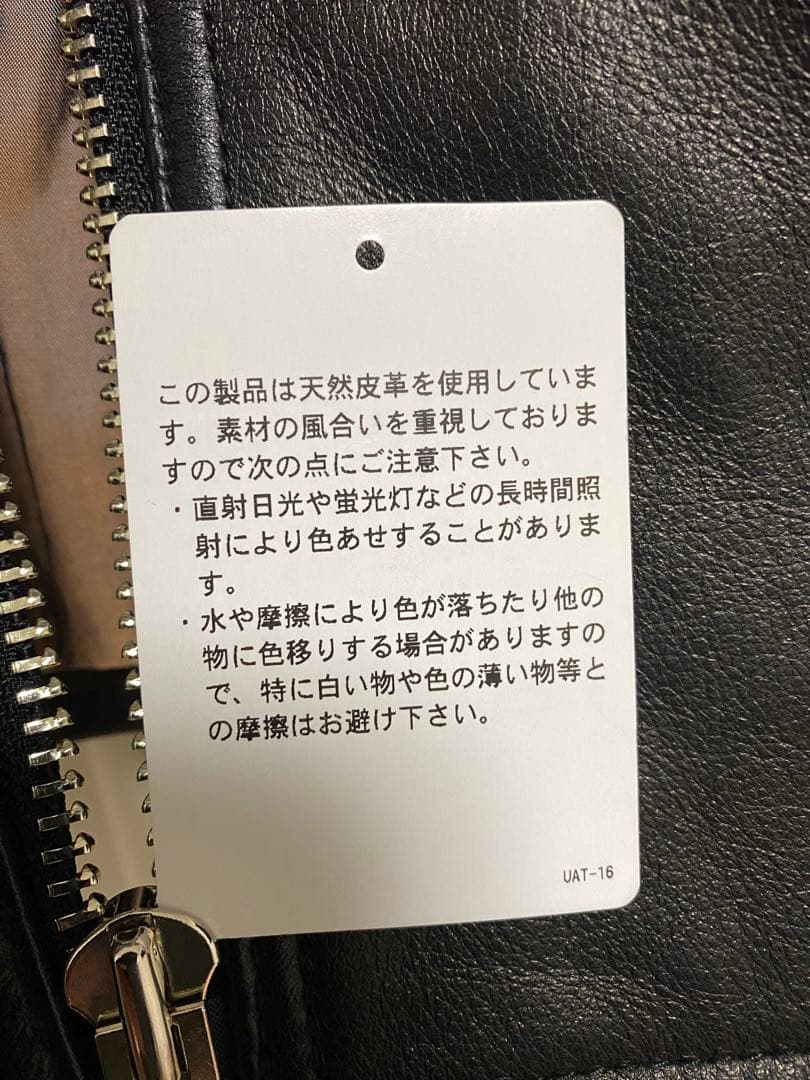 この製品は天然皮革を使用していま
す。素材の風合いを重視しておりま
すので次の点にご注意下さい。
・直射日光や蛍光灯などの長時間照
射により色あせすることがありま
す。
・水や摩擦により色が落ちたり他の
物に色移りする場合がありますの
で、特に白い物や色の薄い物等と
の摩擦はお避け下さい。
UAT-16